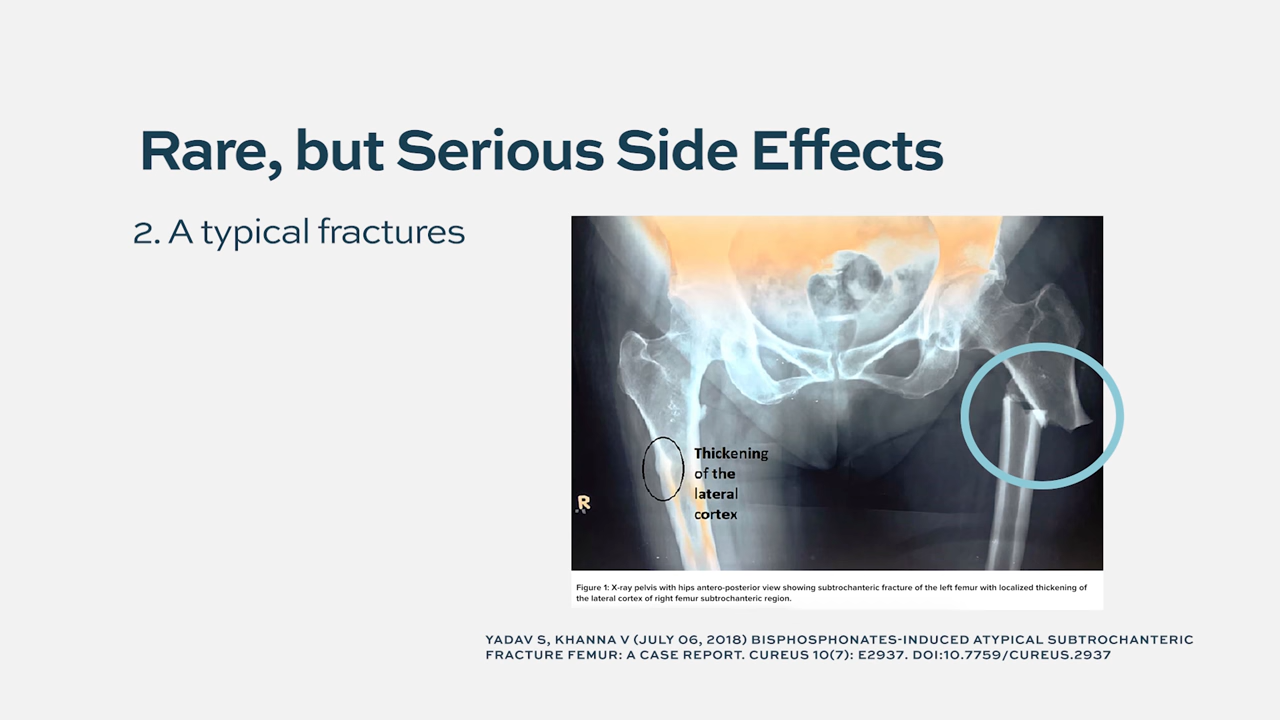 Rare, but Serious Side Effects
2. A typical fractures
Thickening
of the
lateral
cortex
R
Figure 1: X-ray pelvis with hips antero-posterior view showing subtrochanteric fracture of the left femur with localized thickening of
the lateral cortex of right femur subtrochanteric region.
YADAV S, KHANNA V (JULY 06, 2018) BISPHOSPHONATES-INDUCED ATYPICAL SUBTROCHANTERIC
FRACTURE FEMUR: A CASE REPORT. CUREUS 10(7): E2937. DOI:10.7759/CUREUS.2937